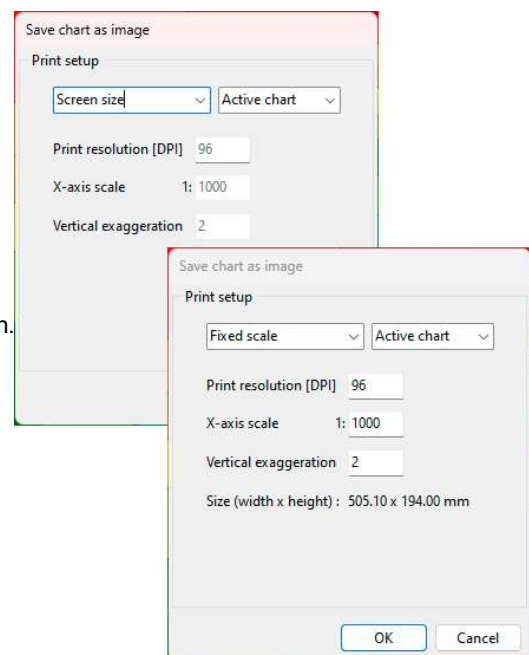 Save chart as image
Print setup
Screen size Active chart
Print resolution [DPI] 96
X-axis scale 1: 1000
Vertical exaggeration 2
n.
Save chart as image
Print setup
Fixed scale Active chart
Print resolution [DPI] 96
X-axis scale 1: 1000
Vertical exaggeration 2
Size (width x height) : 505.10 x 194.00 mm
OK Cancel